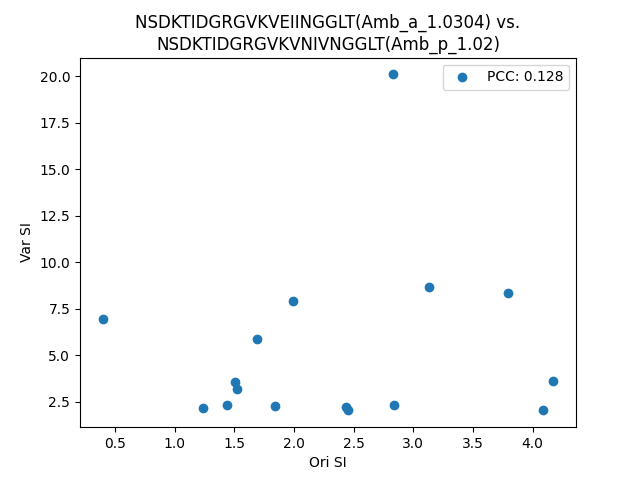 NSDKTIDGRGVKVEIINGGLT(Amb_a_1.0304) vs.
NSDKTIDGRGVKVNIVNGGLT(Amb_p_1.02)
PCC: 0.128
20.0
17.5
15.0
12.5
10.0
7.5
5.0
2.5
Var SI
0.5 1.0 1.5 2.0 2.5 3.0 3.5 4.0
Ori SI